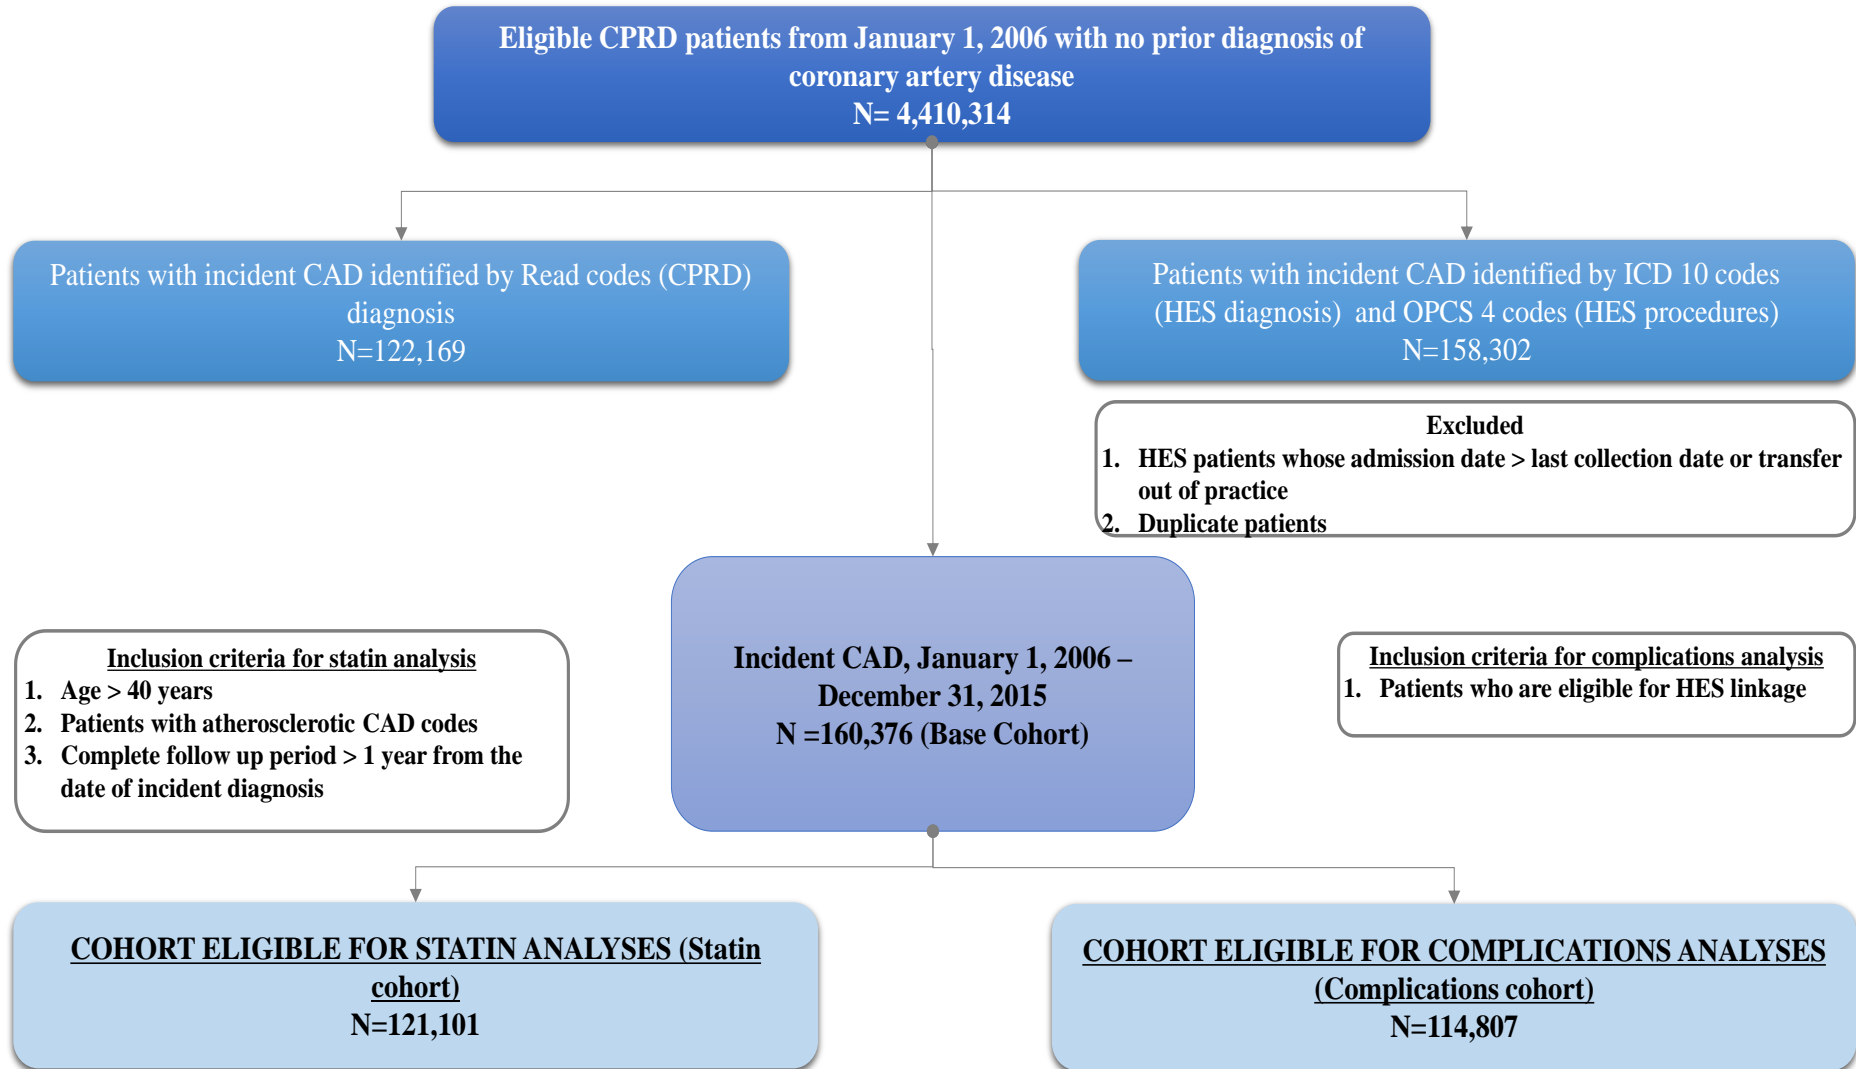 Eligible CPRD patients from January 1, 2006 with no prior diagnosis of
coronary artery disease
N= 4,410,314
Patients with incident CAD identified by Read codes (CPRD)
diagnosis
N=122,169
Patients with incident CAD identified by ICD 10 codes
(HES diagnosis)  and OPCS 4 codes (HES procedures)
N=158,302
Excluded
1. HES patients whose admission date > last collection date or transfer
out of practice
2. Duplicate patients
Incident CAD, January 1, 2006 –
December 31, 2015
N =160,376 (Base Cohort)
Inclusion criteria for statin analysis
1. Age > 40 years
2. Patients with atherosclerotic CAD codes
3. Complete follow up period > 1 year from the
date of incident diagnosis
Inclusion criteria for complications analysis
1. Patients who are eligible for HES linkage
COHORT ELIGIBLE FOR STATIN ANALYSES (Statin
cohort)
N=121,101
COHORT ELIGIBLE FOR COMPLICATIONS ANALYSES
(Complications cohort)
N=114,807